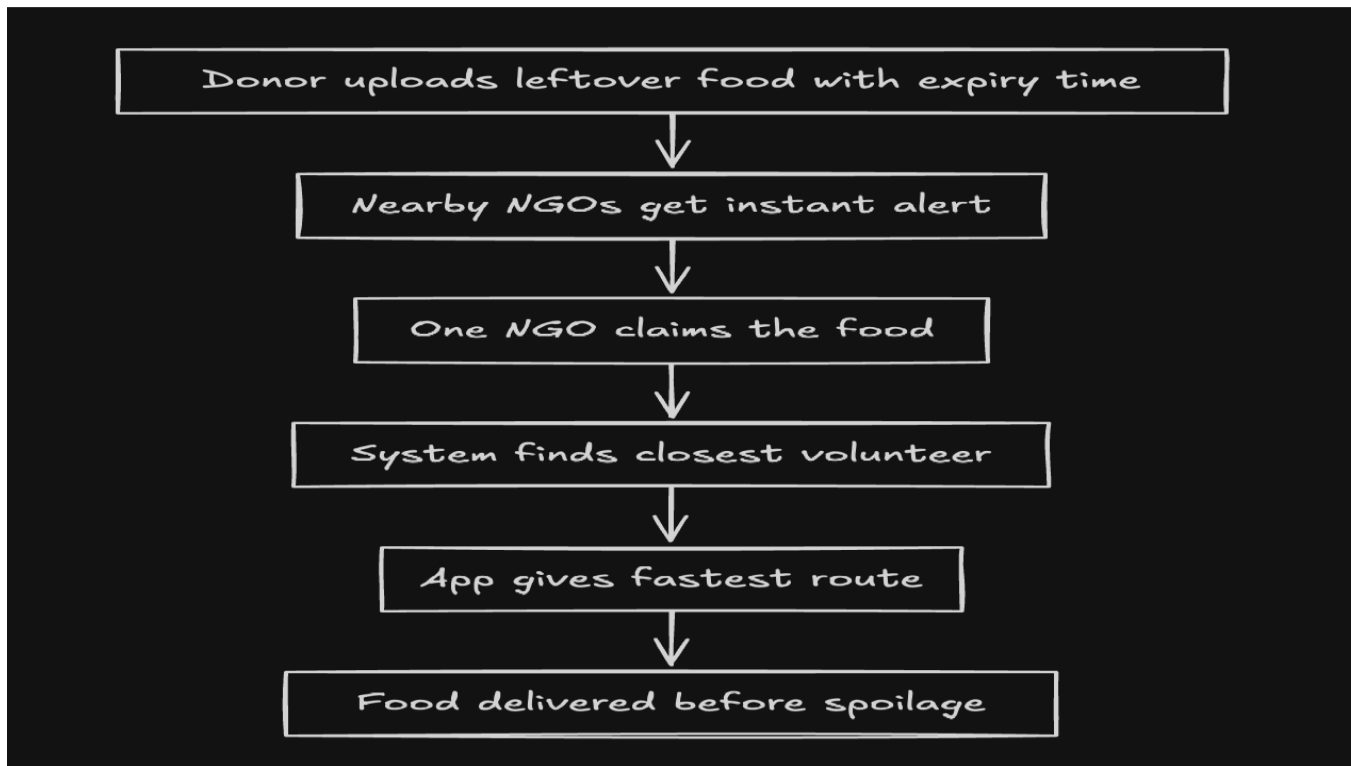 Donor uploads leftover food with expiry time
Nearby NGOs get instant alert
One NGO claims the food
System finds closest volunteer
App gives fastest route
Food delivered before spoilage